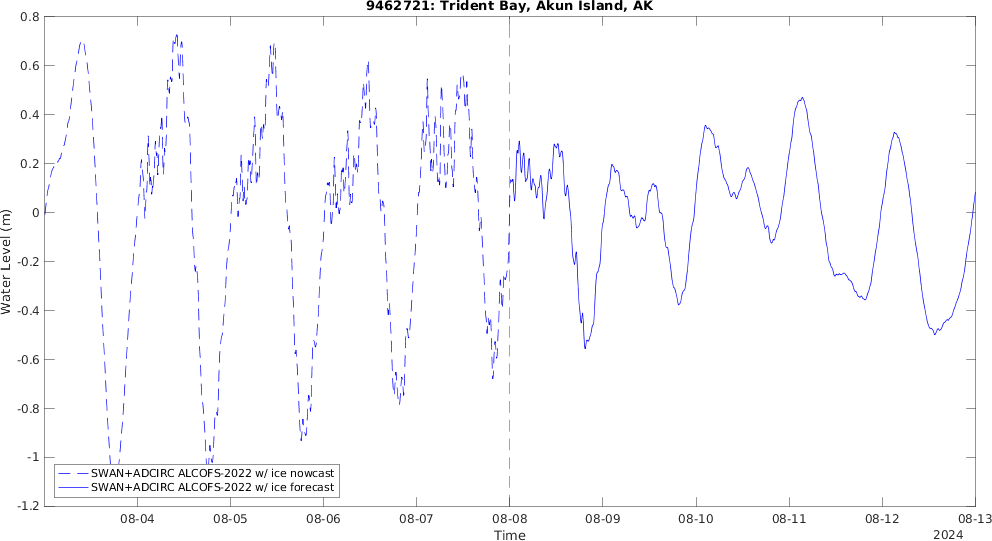 9462721: Trident Bay, Akun Island, AK
0.8
0.6
0.4
0.2
0
-0.2
-0.4
-0.6
-0.8
-1
-1.2
Water Level (m)
SWAN+ADCIRC ALCOFS-2022 w/ ice nowcast
SWAN+ADCIRC ALCOFS-2022 w/ ice forecast
08-04 08-05 08-06 08-07 08-08 08-09 08-10 08-11 08-12 08-13
Time
2024